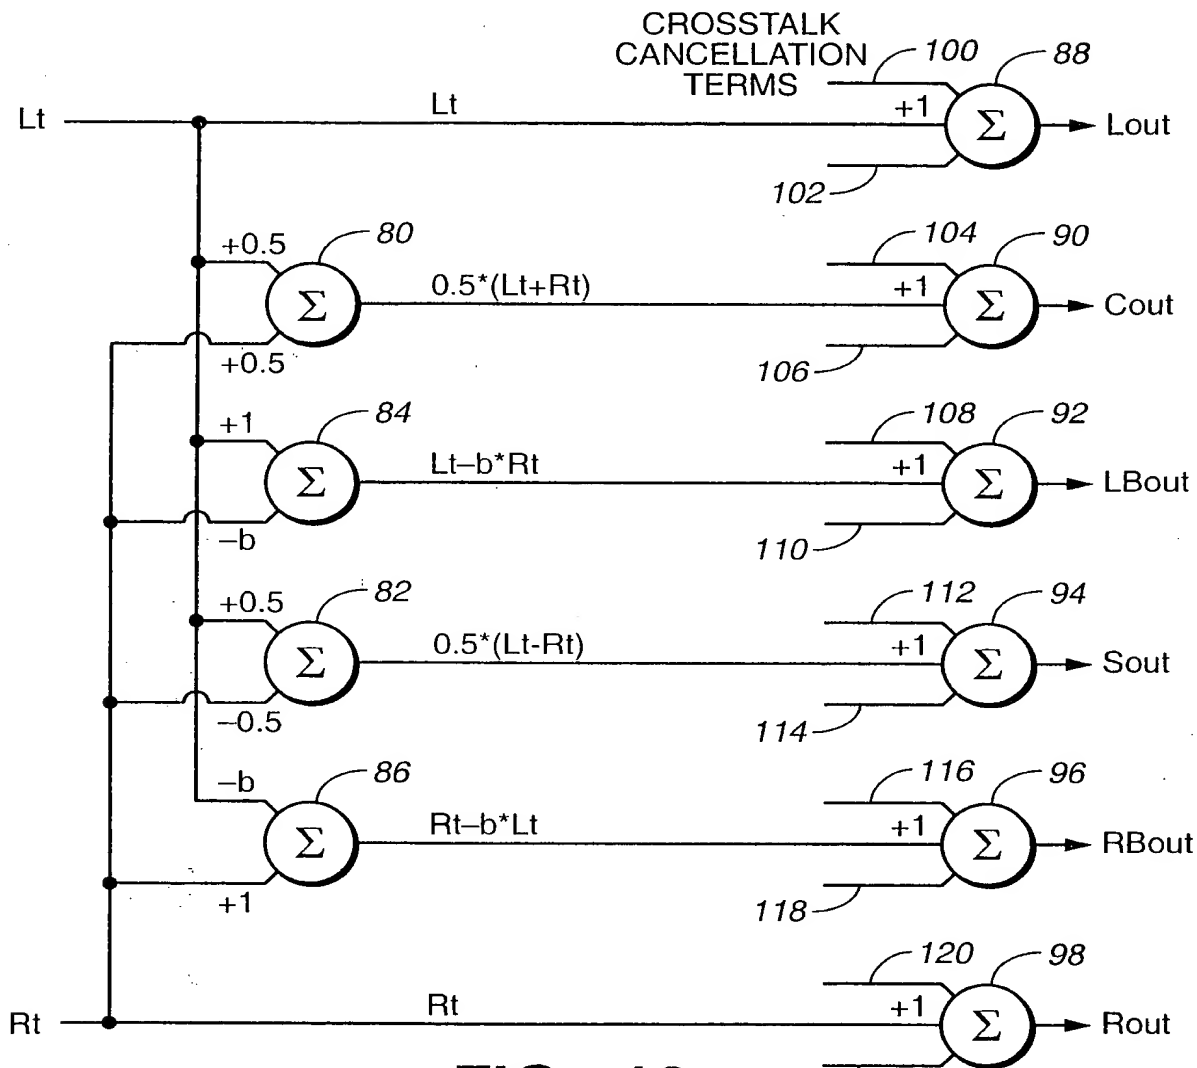 CROSSTALK
CANCELLATION
TERMS
100
88
Lt
Lt
+1
Σ
Lout
102
80
+0.5
Σ
+0.5
0.5*(Lt+Rt)
104
90
+1
Σ
Cout
106
84
+1
Σ
–b
Lt–b*Rt
108
92
+1
Σ
LBout
110
82
+0.5
Σ
–0.5
0.5*(Lt-Rt)
112
94
+1
Σ
Sout
114
86
–b
Σ
+1
Rt–b*Lt
116
96
+1
Σ
RBout
118
120
98
Rt
Rt
+1
Σ
Rout